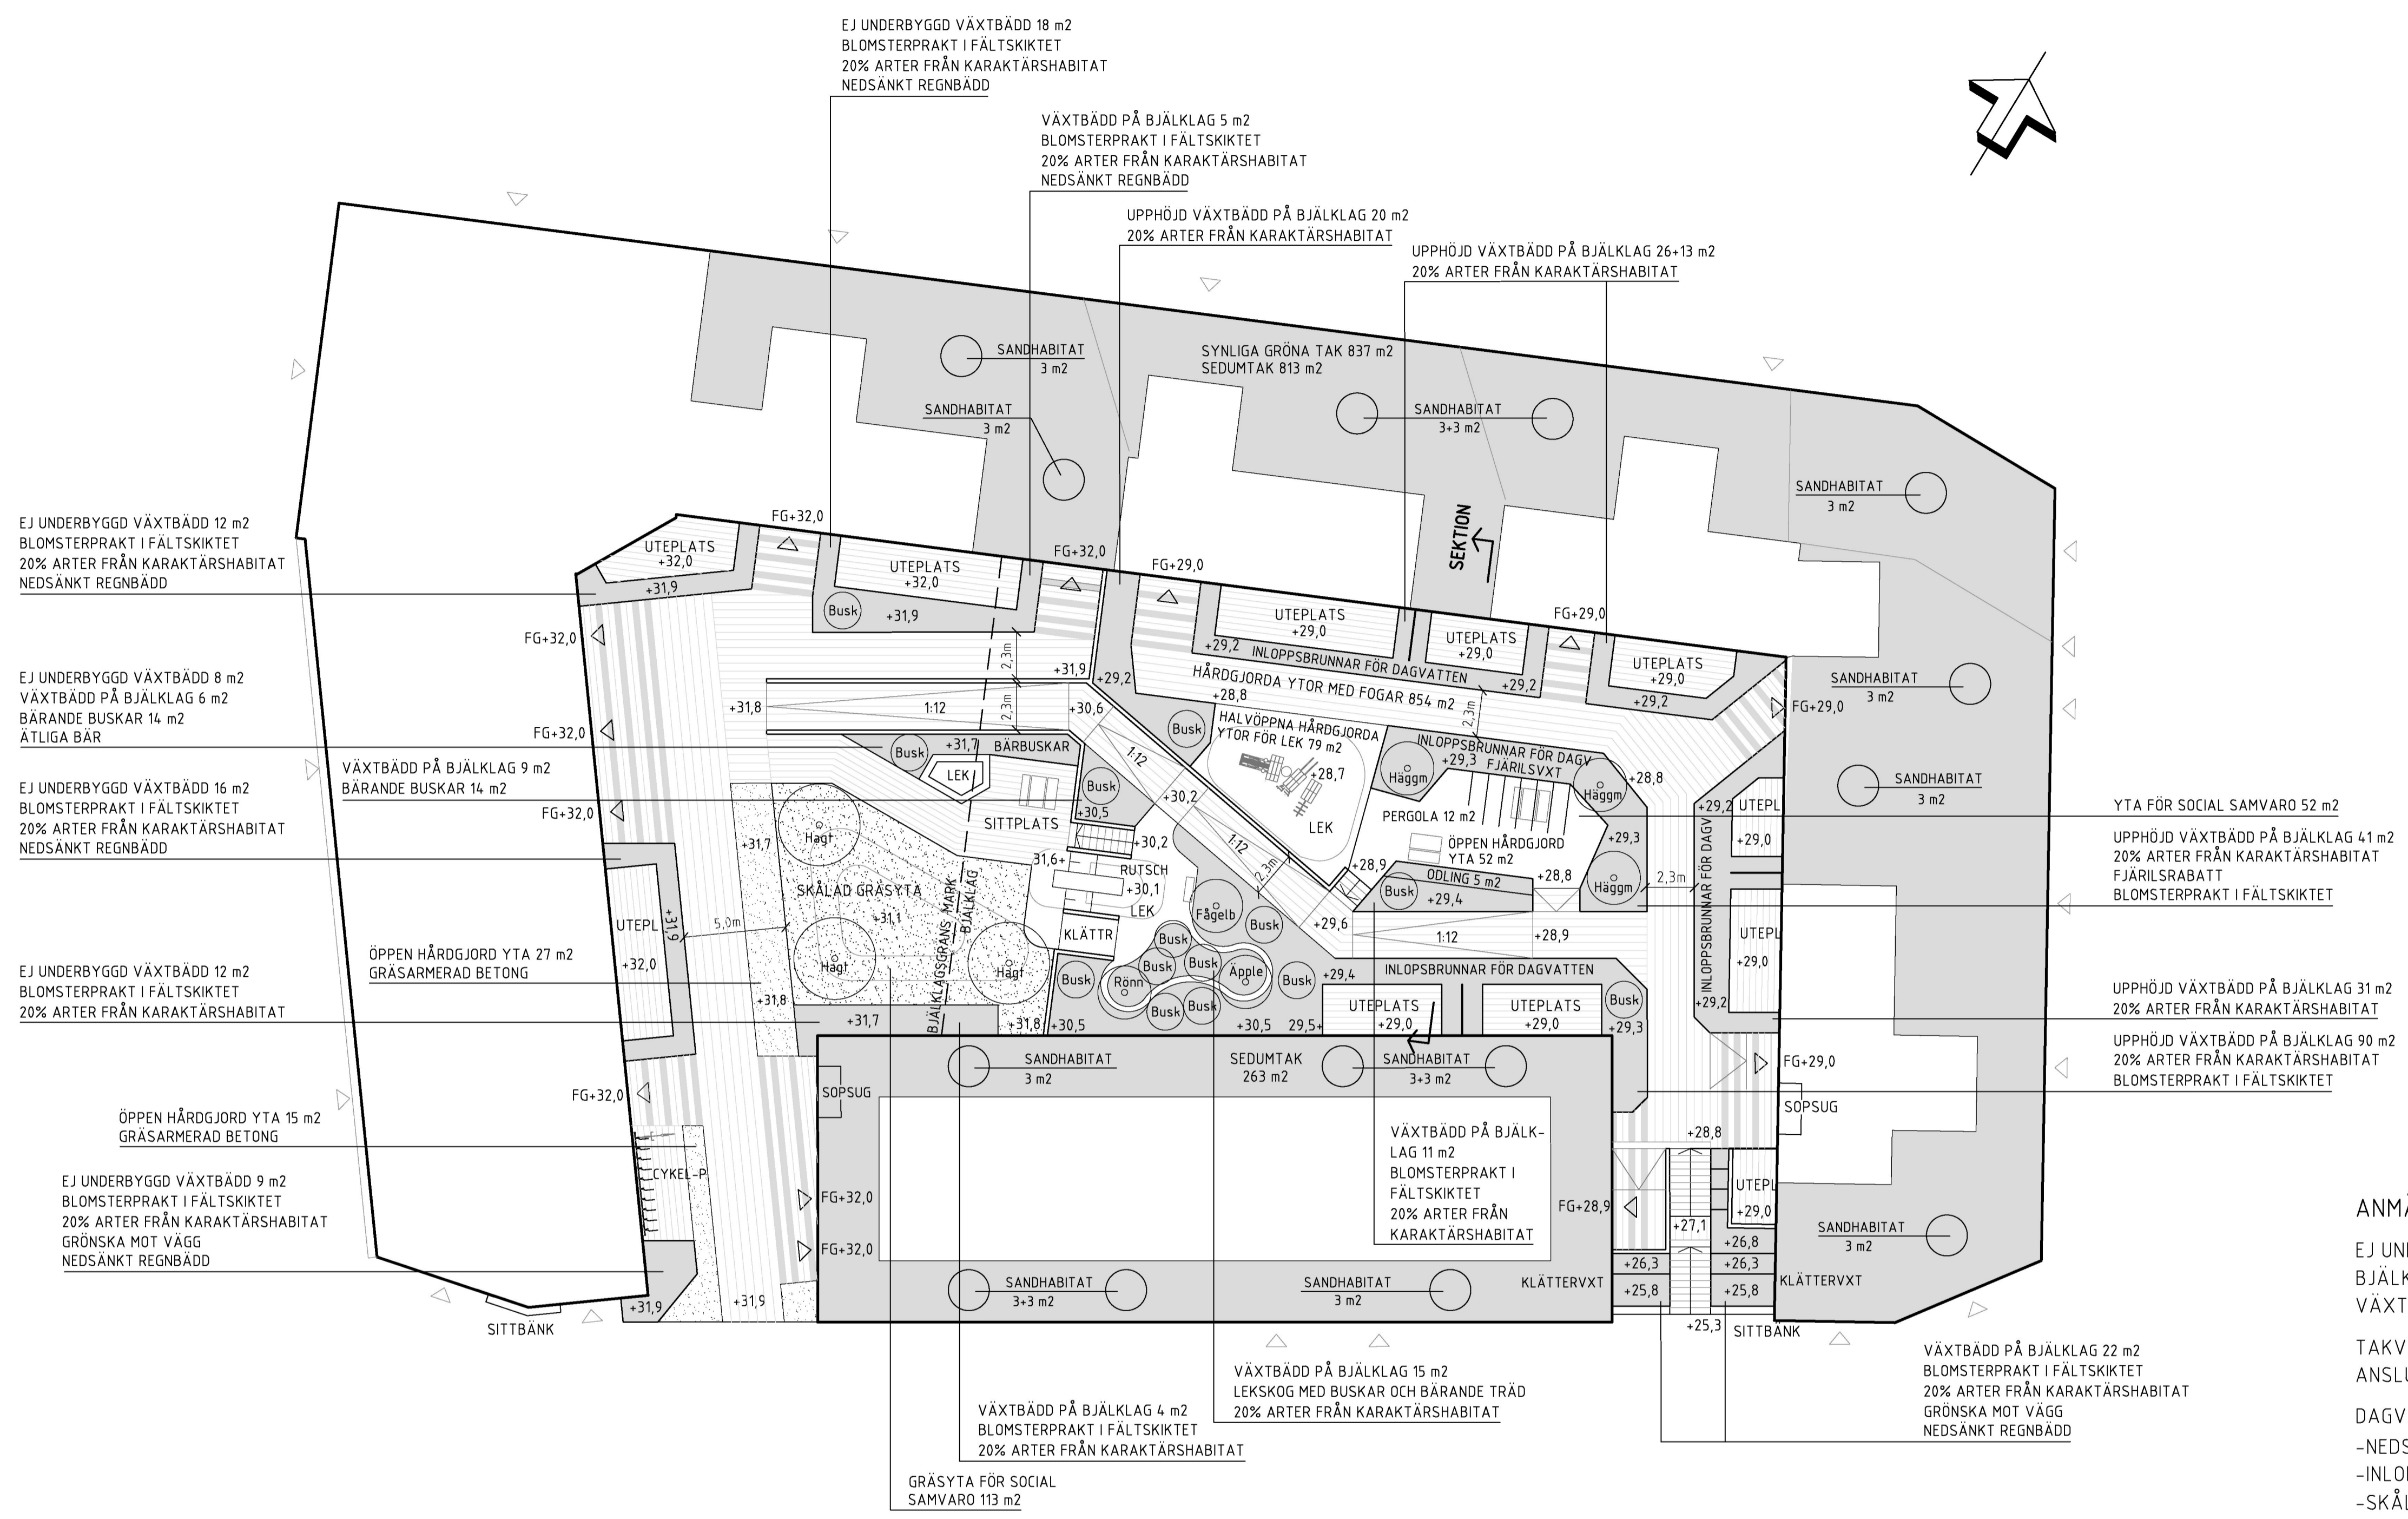 EJ UNDERBYGGD VÄXTBÄDD 18 m2
BLOMSTERPRAKT I FÄLTSKIKTET
20% ARTER FRÅN KARAKTÄRSHABITAT
NEDSÄNKT REGNBÄDD
VÄXTBÄDD PÅ BJÄLKLAG 5 m2
BLOMSTERPRAKT I FÄLTSKIKTET
20% ARTER FRÅN KARAKTÄRSHABITAT
NEDSÄNKT REGNBÄDD
UPPHÖJD VÄXTBÄDD PÅ BJÄLKLAG 20 m2
20% ARTER FRÅN KARAKTÄRSHABITAT
UPPHÖJD VÄXTBÄDD PÅ BJÄLKLAG 26+13 m2
20% ARTER FRÅN KARAKTÄRSHABITAT
SANDHABITAT
3 m2
SANDHABITAT
3 m2
SYNLIGA GRÖNA TAK 837 m2
SEDUMTAK 813 m2
SANDHABITAT
3+3 m2
SANDHABITAT
3 m2
SANDHABITAT
3 m2
SANDHABITAT
3 m2
SEKTION
EJ UNDERBYGGD VÄXTBÄDD 12 m2
BLOMSTERPRAKT I FÄLTSKIKTET
20% ARTER FRÅN KARAKTÄRSHABITAT
NEDSÄNKT REGNBÄDD
EJ UNDERBYGGD VÄXTBÄDD 8 m2
VÄXTBÄDD PÅ BJÄLKLAG 6 m2
BÄRANDE BUSKAR 14 m2
ÄTLIGA BÄR
VÄXTBÄDD PÅ BJÄLKLAG 9 m2
BÄRANDE BUSKAR 14 m2
EJ UNDERBYGGD VÄXTBÄDD 16 m2
BLOMSTERPRAKT I FÄLTSKIKTET
20% ARTER FRÅN KARAKTÄRSHABITAT
NEDSÄNKT REGNBÄDD
ÖPPEN HÅRDGJORD YTA 27 m2
GRÄSARMERAD BETONG
EJ UNDERBYGGD VÄXTBÄDD 12 m2
BLOMSTERPRAKT I FÄLTSKIKTET
20% ARTER FRÅN KARAKTÄRSHABITAT
ÖPPEN HÅRDGJORD YTA 15 m2
GRÄSARMERAD BETONG
EJ UNDERBYGGD VÄXTBÄDD 9 m2
BLOMSTERPRAKT I FÄLTSKIKTET
20% ARTER FRÅN KARAKTÄRSHABITAT
GRÖNSKA MOT VÄGG
NEDSÄNKT REGNBÄDD
FG+32,0
UTEPLATS
+32,0
+31,9
UTEPLATS
+32,0
Busk
+31,9
FG+32,0
FG+29,0
FG+32,0
FG+32,0
FG+32,0
UTEPLATS
+29,0
+29,2
INLOPPSBRUNNAR FÖR DAGVATTEN
UTEPLATS
+29,0
+29,2
FG+29,0
UTEPLATS
+29,0
+29,2
FG+29,0
HÅRDGJORDA YTOR MED FOGAR 854 m2
+28,8
2,3m
2,3m
2,3m
+31,9
+29,2
+31,8
1:12
+30,6
Busk
+31,7
BÄRBUSKAR
LEK
SITTPLATS
Busk
+30,5
1:12
Busk
HALVÖPPNA HÅRDGJORDA
YTOR FÖR LEK 79 m2
+28,7
LEK
+30,2
1:12
2,3m
INLOPPSBRUNNAR FÖR DAGV
+29,3
FJÄRILSVXT
Häggm
Häggm
+28,8
PERGOLA 12 m2
ÖPPEN HÅRDGJORD
YTA 52 m2
ODLING 5 m2
+28,9
Busk
+29,4
+28,8
+29,3
Häggm
2,3m
INLOPPSBRUNNAR FÖR DAGV
+29,2
UTEPL
+29,0
UTEPL
+29,0
+29,2
+31,7
Hägt
SKÅLAD GRÄSYTA
+31,1
Hägt
Hägt
BJÄLKLAGSGRÄNS MARK
BJÄLKLAG
31,6+
+30,2
RUTSCH
+30,1
LEK
KLÄTTR
Fågelb
Busk
Busk
Busk
Busk
Busk
Rönn
Äpple
Busk
Busk
Busk
+29,6
1:12
+28,9
+29,4
INLOPSBRUNNAR FÖR DAGVATTEN
UTEPLATS
+29,0
UTEPLATS
+29,0
Busk
+29,3
UTEPL
+32,0
+31,9
5,0m
+31,8
+31,7
+31,8
+30,5
+30,5
29,5+
FG+32,0
CYKEL-P
+31,9
+31,9
SITTBÄNK
SOPSUG
FG+32,0
FG+32,0
SANDHABITAT
3 m2
SEDUMTAK
263 m2
SANDHABITAT
3+3 m2
SANDHABITAT
3+3 m2
SANDHABITAT
3 m2
KLÄTTERVXT
VÄXTBÄDD PÅ BJÄLK-
LAG 11 m2
BLOMSTERPRAKT I
FÄLTSKIKTET
20% ARTER FRÅN
KARAKTÄRSHABITAT
FG+29,0
SOPSUG
+28,8
FG+28,9
UTEPL
+29,0
+27,1
+26,8
+26,3
+26,3
+25,8
+25,8
KLÄTTERVXT
+25,3
SITTBÄNK
SANDHABITAT
3 m2
YTA FÖR SOCIAL SAMVARO 52 m2
UPPHÖJD VÄXTBÄDD PÅ BJÄLKLAG 41 m2
20% ARTER FRÅN KARAKTÄRSHABITAT
FJÄRILSRABATT
BLOMSTERPRAKT I FÄLTSKIKTET
UPPHÖJD VÄXTBÄDD PÅ BJÄLKLAG 31 m2
20% ARTER FRÅN KARAKTÄRSHABITAT
UPPHÖJD VÄXTBÄDD PÅ BJÄLKLAG 90 m2
20% ARTER FRÅN KARAKTÄRSHABITAT
BLOMSTERPRAKT I FÄLTSKIKTET
VÄXTBÄDD PÅ BJÄLKLAG 22 m2
BLOMSTERPRAKT I FÄLTSKIKTET
20% ARTER FRÅN KARAKTÄRSHABITAT
GRÖNSKA MOT VÄGG
NEDSÄNKT REGNBÄDD
VÄXTBÄDD PÅ BJÄLKLAG 15 m2
LEKSKOG MED BUSKAR OCH BÄRANDE TRÄD
20% ARTER FRÅN KARAKTÄRSHABITAT
VÄXTBÄDD PÅ BJÄLKLAG 4 m2
BLOMSTERPRAKT I FÄLTSKIKTET
20% ARTER FRÅN KARAKTÄRSHABITAT
GRÄSYTA FÖR SOCIAL
SAMVARO 113 m2
ANMÄ
EJ UN
BJÄLK
VÄXT
TAKV
ANSLU
DAGV
-NEDS
-INLO
-SKÅL